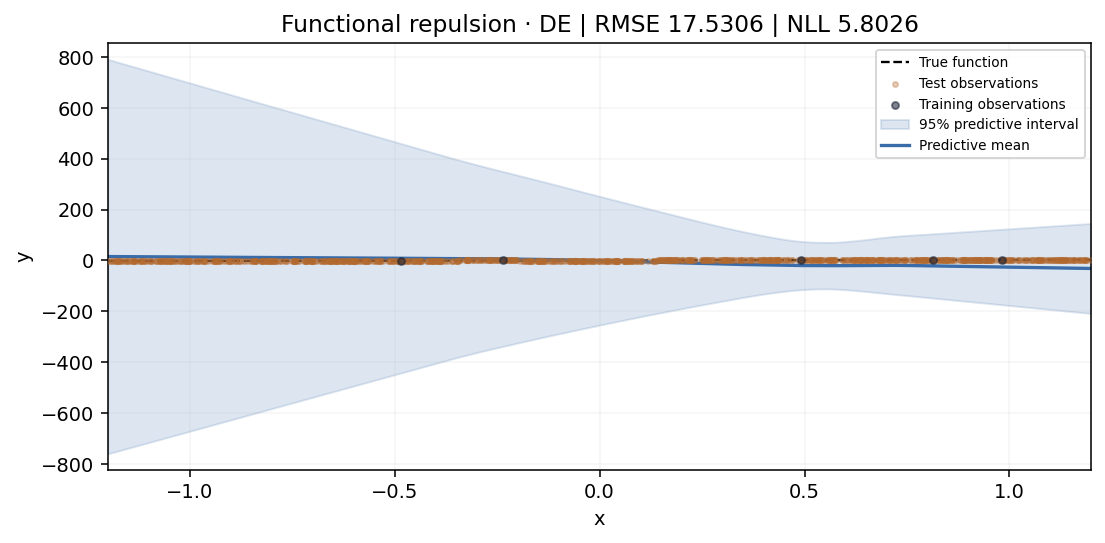 Functional repulsion · DE | RMSE 17.5306 | NLL 5.8026
800
600
400
200
0
−200
−400
−600
−800
y
True function
Test observations
Training observations
95% predictive interval
Predictive mean
−1.0
−0.5
0.0
0.5
1.0
x